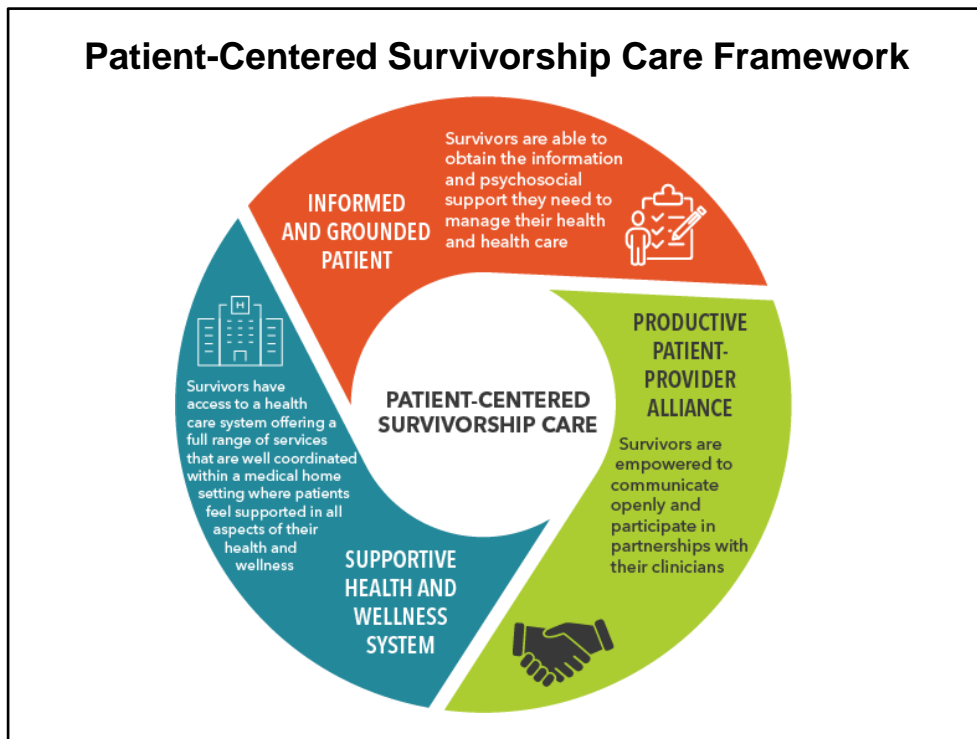 Patient-Centered Survivorship Care Framework
INFORMED
AND GROUNDED
PATIENT
Survivors are able to
obtain the information
and psychosocial
support they need to
manage their health
and health care
PRODUCTIVE
PATIENT-
PROVIDER
ALLIANCE
Survivors are
empowered to
communicate
openly and
participate in
partnerships with
their clinicians
PATIENT-CENTERED
SURVIVORSHIP CARE
H
Survivors have
access to a health
care system offering a
full range of services
that are well coordinated
within a medical home
setting where patients
feel supported in all
aspects of their
health and
wellness
SUPPORTIVE
HEALTH AND
WELLNESS
SYSTEM